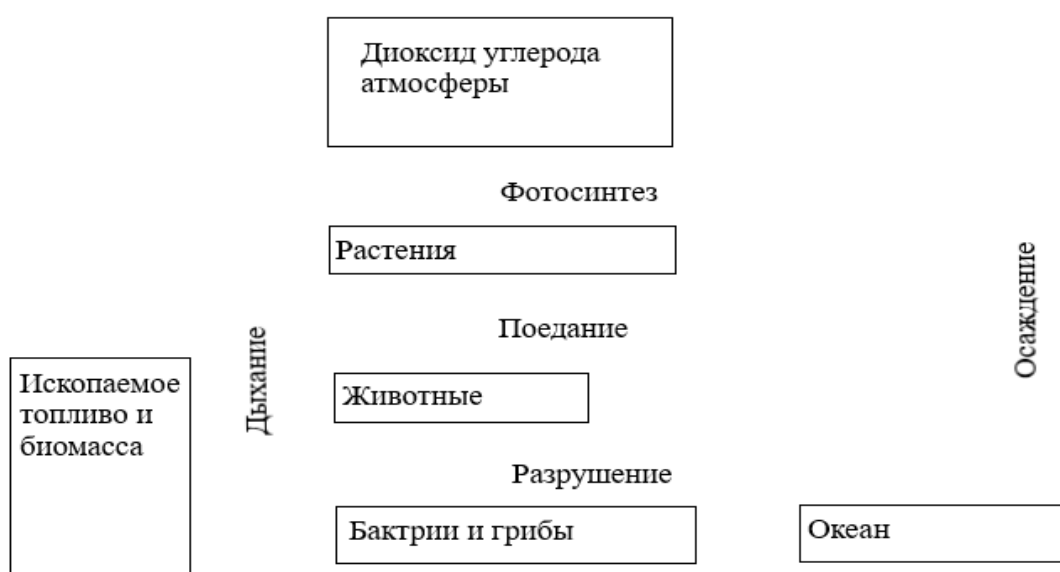 Диоксид углерода
атмосферы
Фотосинтез
Растения
Осаждение
Поедание
Дыхание
Ископаемое
топливо и
биомасса
Животные
Разрушение
Бактрии и грибы
Океан